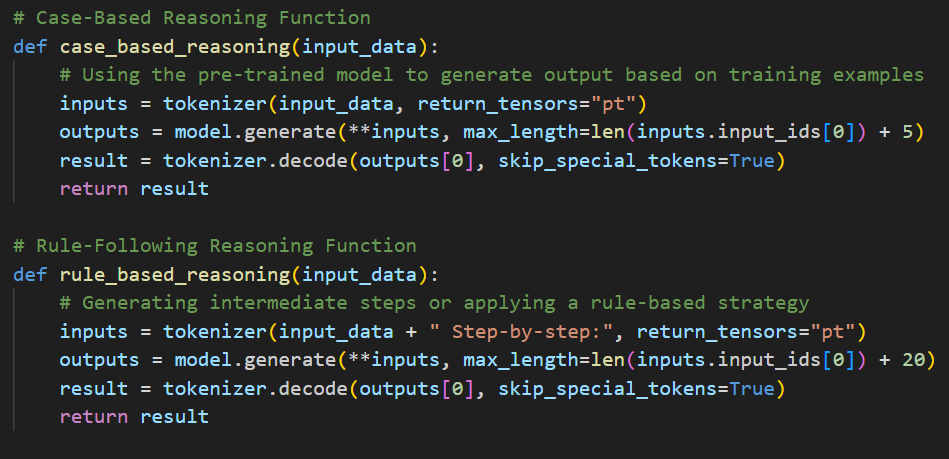 # Case-Based Reasoning Function
def case_based_reasoning(input_data):
    # Using the pre-trained model to generate output based on training examples
    inputs = tokenizer(input_data, return_tensors="pt")
    outputs = model.generate(**inputs, max_length=len(inputs.input_ids[0]) + 5)
    result = tokenizer.decode(outputs[0], skip_special_tokens=True)
    return result

# Rule-Following Reasoning Function
def rule_based_reasoning(input_data):
    # Generating intermediate steps or applying a rule-based strategy
    inputs = tokenizer(input_data + " Step-by-step:", return_tensors="pt")
    outputs = model.generate(**inputs, max_length=len(inputs.input_ids[0]) + 20)
    result = tokenizer.decode(outputs[0], skip_special_tokens=True)
    return result